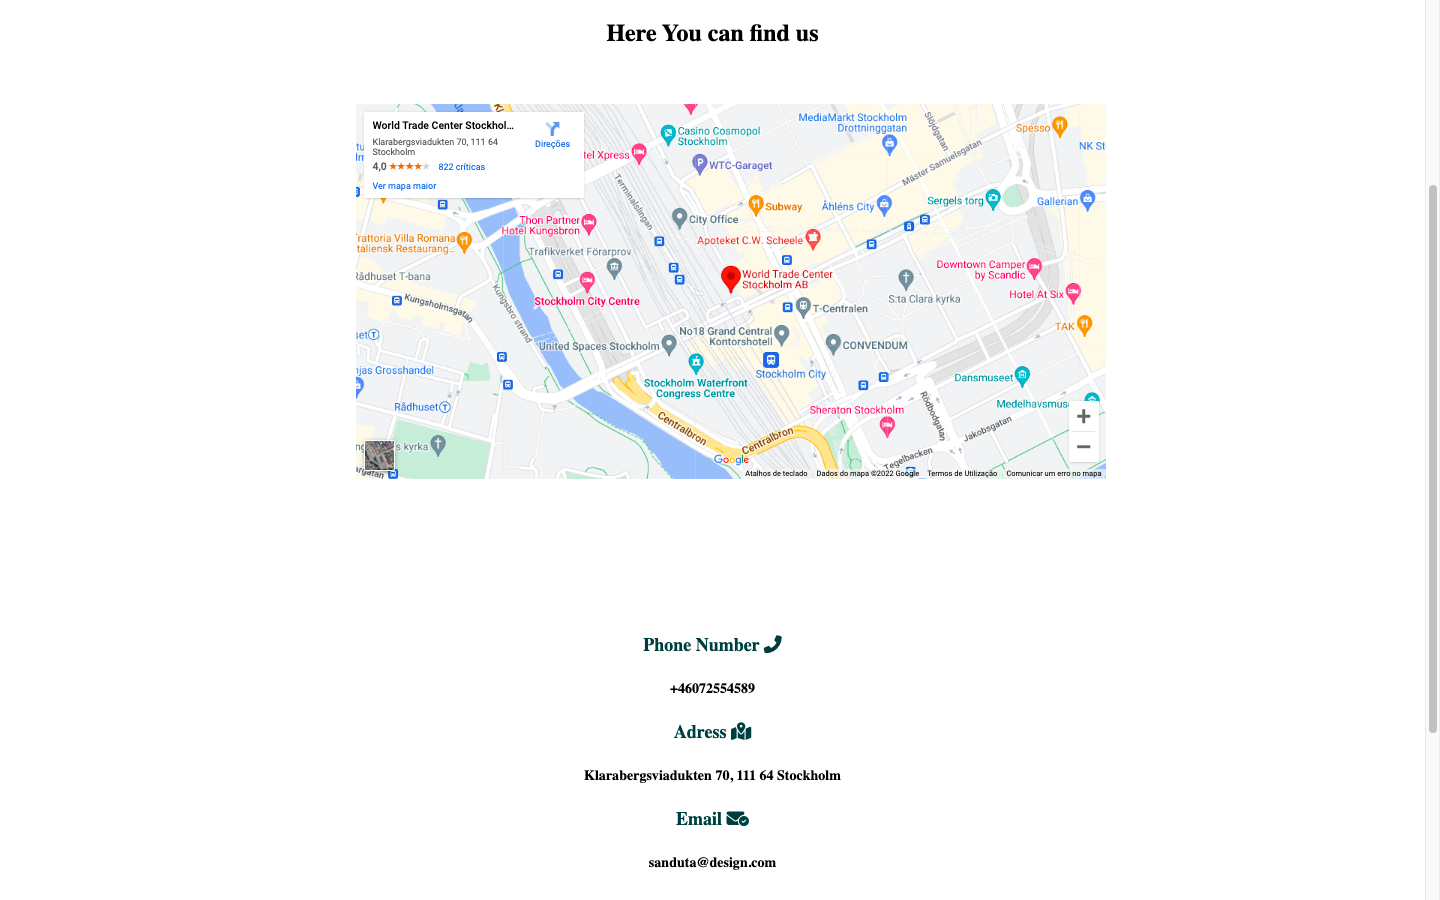 Here You can find us
World Trade Center Stockhol...
Klarabergsviadukten 70, 111 64
Stockholm
4,0
822 críticas
Ver mapa maior
Direções
MediaMarkt Stockholm
Drottninggatan
Slöjdgatan
Spesso
NK St
Casino Cosmopol
Stockholm
tel Xpress
WTC-Garaget
Mäster Samuelsgatan
Terminalslingan
Subway
Åhléns City
Sergels torg
Gallerian
City Office
Thon Partner
Hotel Kungsbron
Apoteket C.W. Scheele
Trattoria Villa Romana
Italiensk Restaurang...
Trafikverket Förarprov
Rådhuset T-bana
World Trade Center
Stockholm AB
Downtown Camper
by Scandic
Stockholm City Centre
S:ta Clara kyrka
Hotel At Six
Kungsholmsgatan
Kungsbro strand
T-Centralen
TAK
No18 Grand Central
Kontorshotell
United Spaces Stockholm
CONVENDUM
jas Grosshandel
Stockholm City
Stockholm Waterfront
Congress Centre
Dansmuseet
Rådhuset
Sheraton Stockholm
Medelhavsmus
Rödbodgatan
Jakobsgatan
Centralbron
Centralbron
s kyrka
Tegelbacken
Google
Atalhos de teclado
Dados do mapa ©2022 Google
Termos de Utilização
Comunicar um erro no mapa
Phone Number
+46072554589
Adress
Klarabergsviadukten 70, 111 64 Stockholm
Email
sanduta@design.com